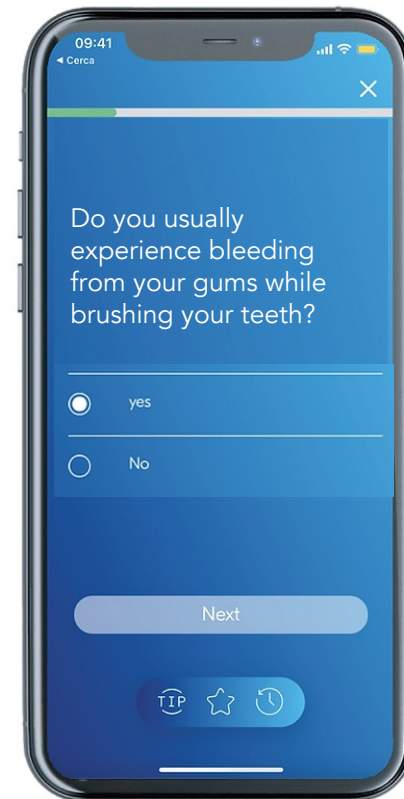 09:41
◀ Cerca
Do you usually
experience bleeding
from your gums while
brushing your teeth?
yes
No
Next
TIP